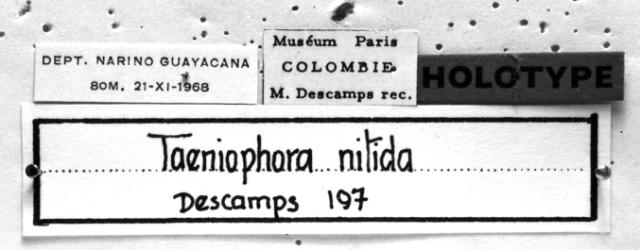 DEPT. NARINO GUAYACANA
80M. 21-XI-1968
Muséum Paris
COLOMBIE
M. Descamps rec.
HOLOTYPE
Taeniophora nitida
Descamps 197